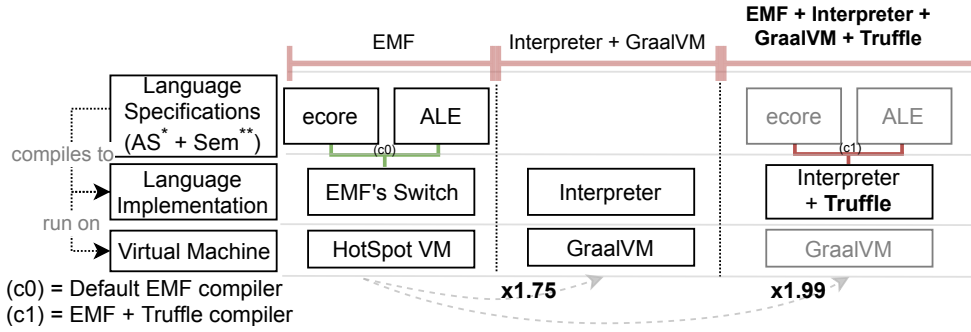 EMF
Interpreter + GraalVM
EMF + Interpreter +
GraalVM + Truffle
Language
Specifications
(AS* + Sem**)
ecore
ALE
(c0)
ecore
ALE
(c1)
compiles to
Language
Implementation
EMF's Switch
Interpreter
Interpreter
+ Truffle
run on
Virtual Machine
HotSpot VM
GraalVM
GraalVM
(c0) = Default EMF compiler
x1.75
x1.99
(c1) = EMF + Truffle compiler